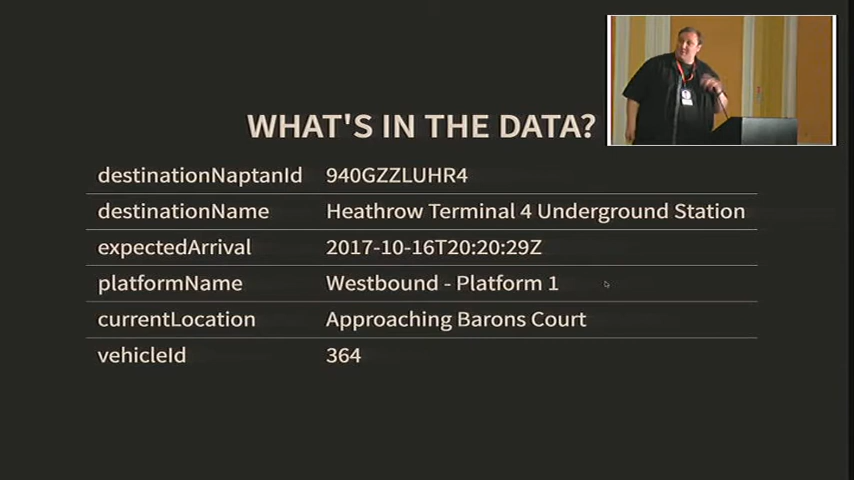 WHAT'S IN THE DATA?
destinationNaptanId 940GZZLUHR4
destinationName Heathrow Terminal 4 Underground Station
expectedArrival 2017-10-16T20:20:29Z
platformName Westbound - Platform 1
currentLocation Approaching Barons Court
vehicleId 364